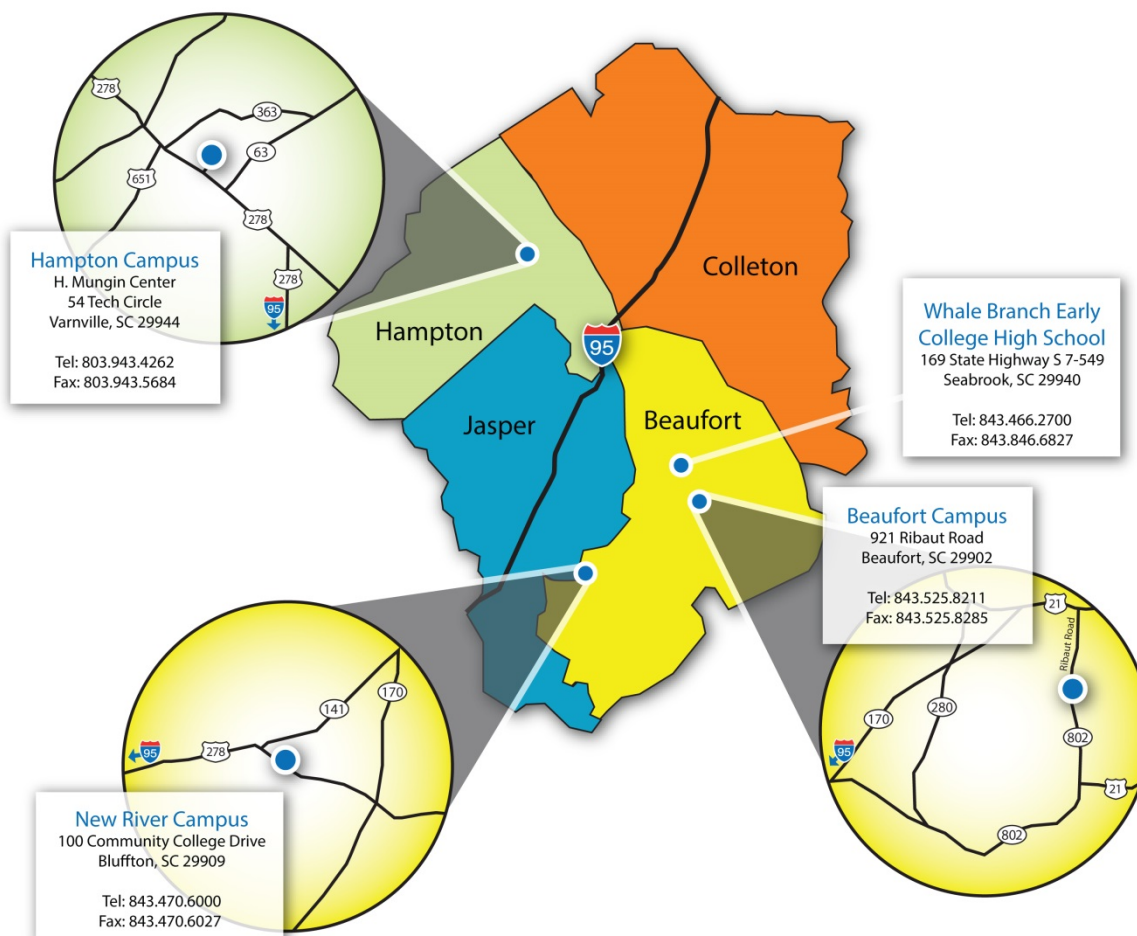 278
363
63
651
278
278
95
Hampton Campus
H. Mungin Center
54 Tech Circle
Varnville, SC 29944
Tel: 803.943.4262
Fax: 803.943.5684
Colleton
Hampton
95
Jasper
Beaufort
Whale Branch Early
College High School
169 State Highway S 7-549
Seabrook, SC 29940
Tel: 843.466.2700
Fax: 843.846.6827
Beaufort Campus
921 Ribaut Road
Beaufort, SC 29902
Tel: 843.525.8211
Fax: 843.525.8285
21
Ribaut Road
170
280
95
802
21
802
170
141
278
95
New River Campus
100 Community College Drive
Bluffton, SC 29909
Tel: 843.470.6000
Fax: 843.470.6027